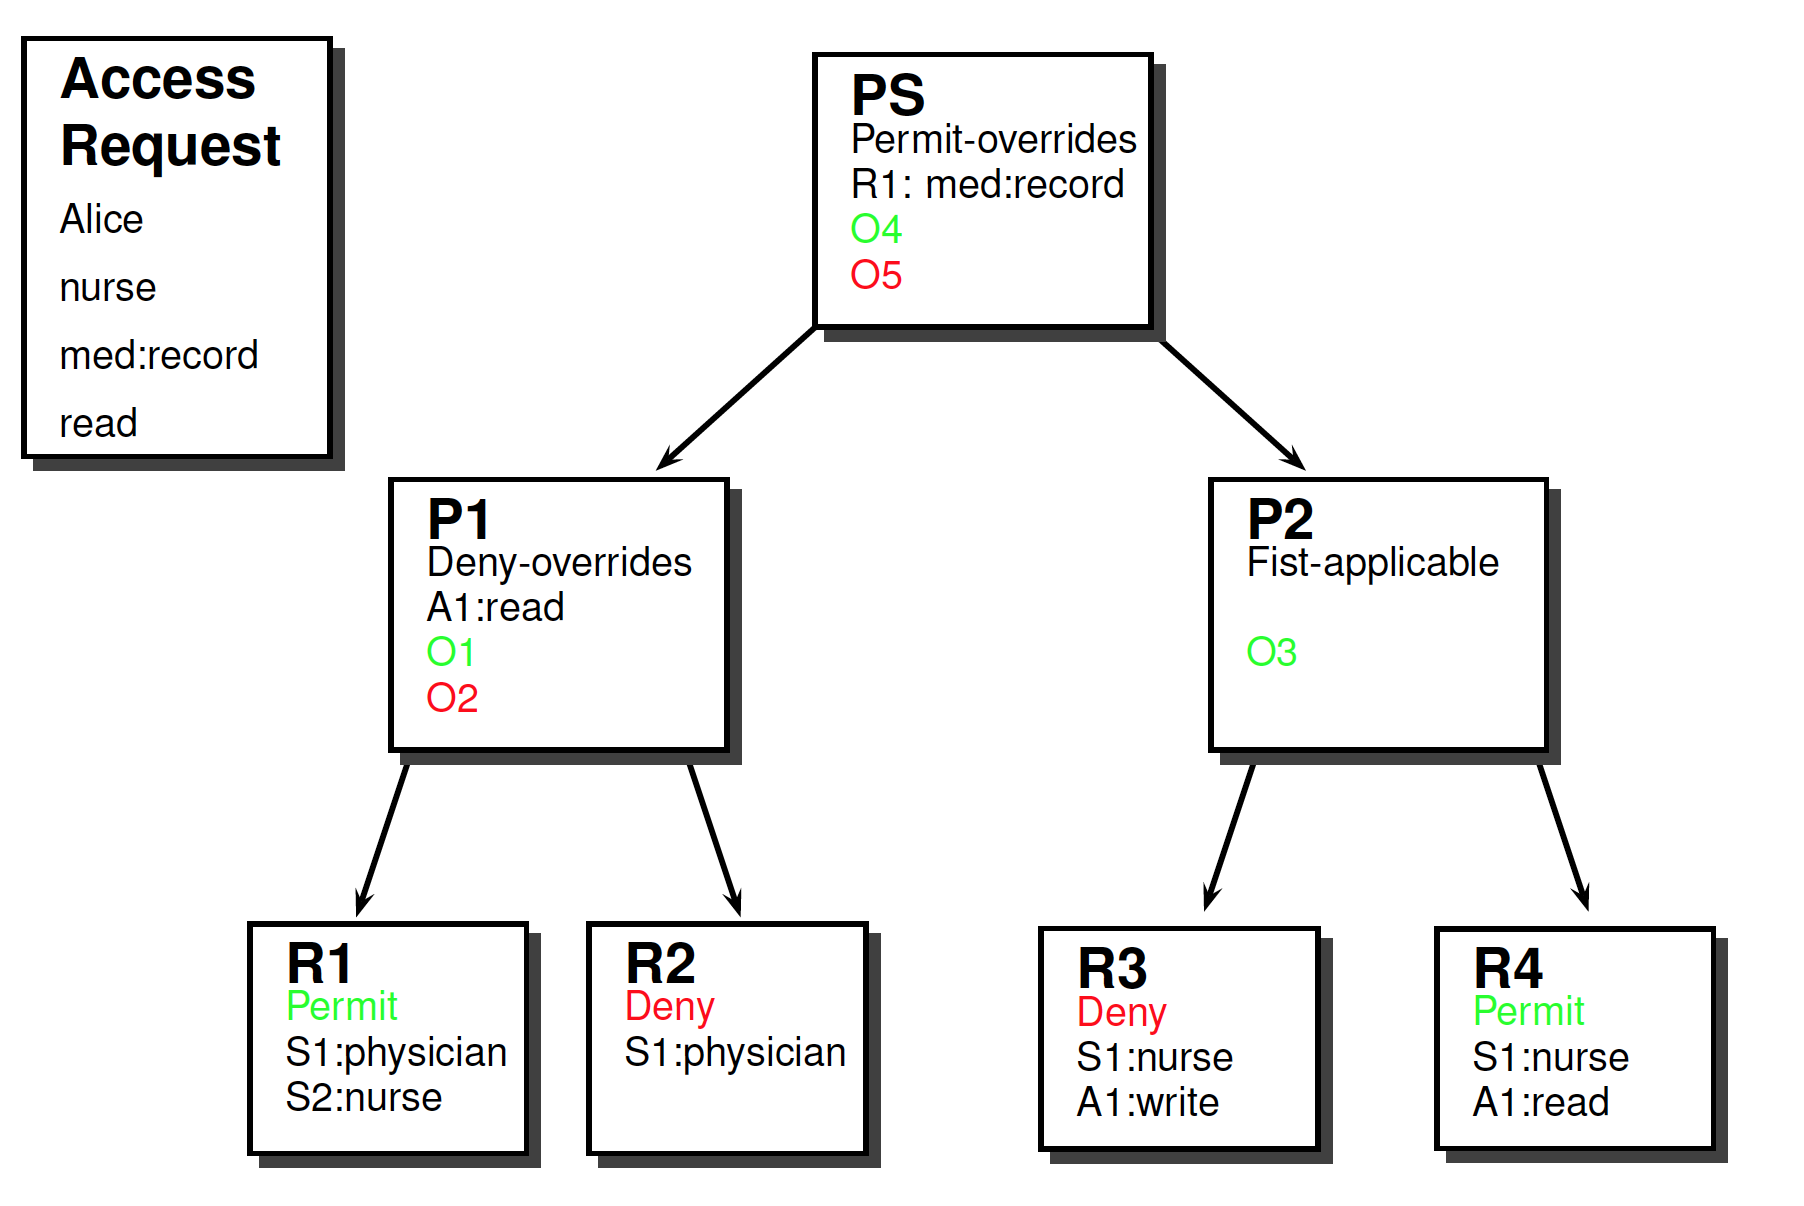 Access
Request
Alice
nurse
med:record
read
PS
Permit-overrides
R1: med:record
O4
O5
P1
Deny-overrides
A1:read
O1
O2
P2
Fist-applicable
O3
R1
Permit
S1:physician
S2:nurse
R2
Deny
S1:physician
R3
Deny
S1:nurse
A1:write
R4
Permit
S1:nurse
A1:read